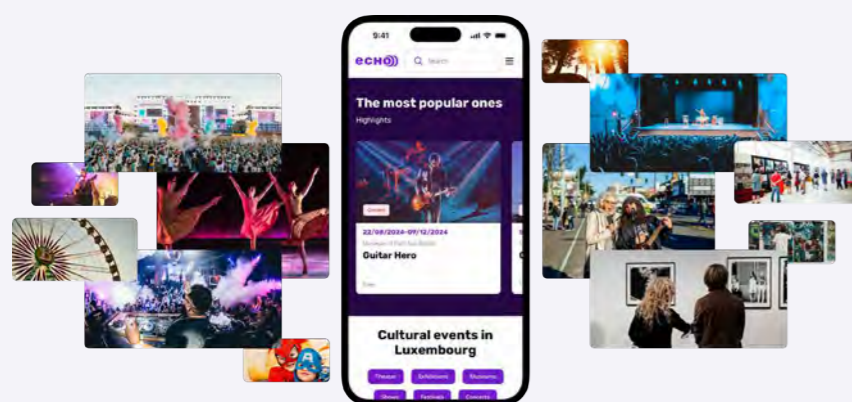 9:41
ECHO
Search
The most popular ones
Highlights
Concert
22/08/2024-09/12/2024
Guitar Hero
Cultural events in
Luxembourg
Theater
Exhibitions
Museums
Shows
Festivals
Concerts